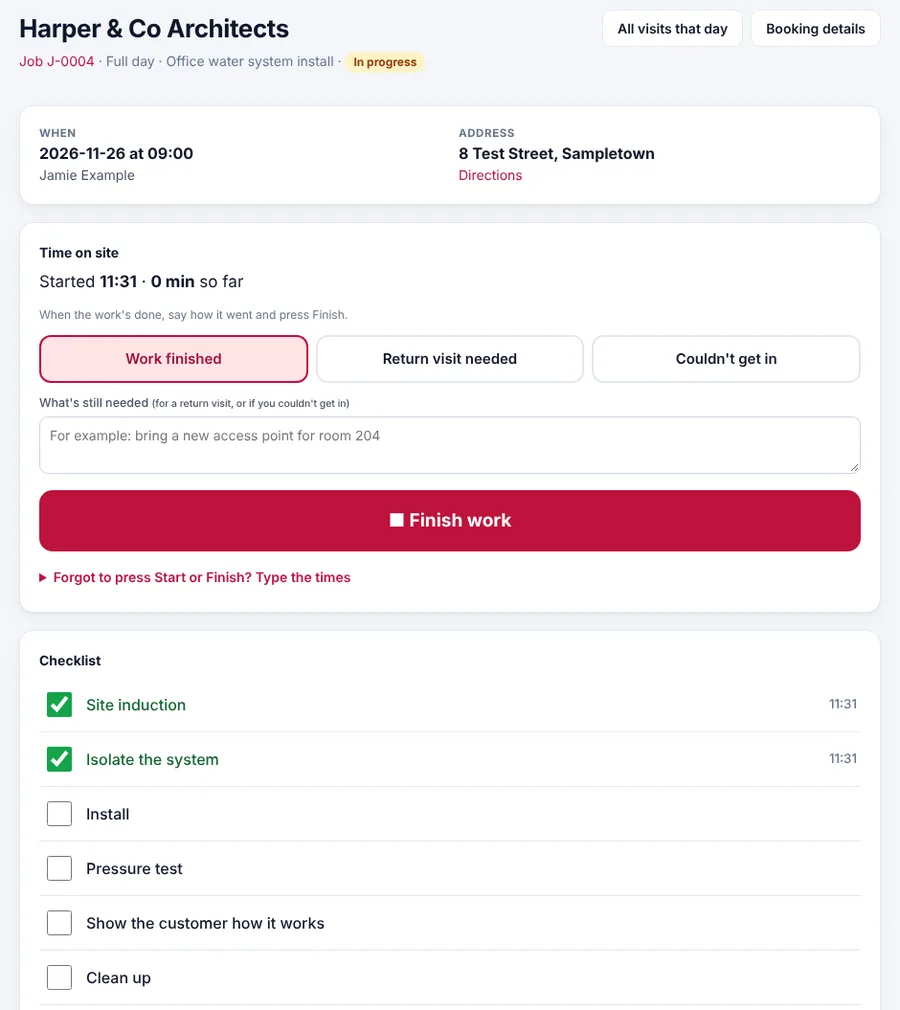 Harper & Co Architects
All visits that day
Booking details
Job J-0004 · Full day · Office water system install · In progress
WHEN
2026-11-26 at 09:00
Jamie Example
ADDRESS
8 Test Street, Sampletown
Directions
Time on site
Started 11:31 · 0 min so far
When the work's done, say how it went and press Finish.
Work finished
Return visit needed
Couldn't get in
What's still needed (for a return visit, or if you couldn't get in)
For example: bring a new access point for room 204
Finish work
Forgot to press Start or Finish? Type the times
Checklist
Site induction 11:31
Isolate the system 11:31
Install
Pressure test
Show the customer how it works
Clean up